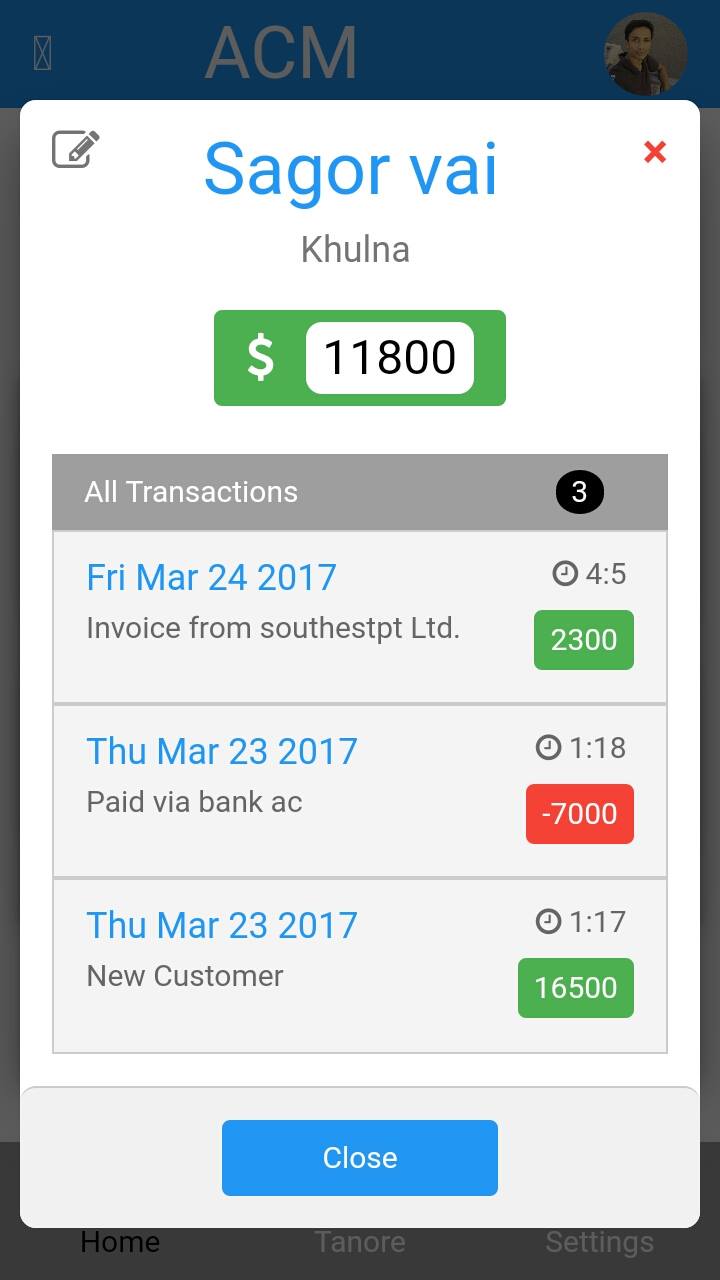 ACM
Sagor vai
Khulna
$ 11800
All Transactions 3
Fri Mar 24 2017 4:5
Invoice from southestpt Ltd. 2300
Thu Mar 23 2017 1:18
Paid via bank ac -7000
Thu Mar 23 2017 1:17
New Customer 16500
Close
Home Tanore Settings